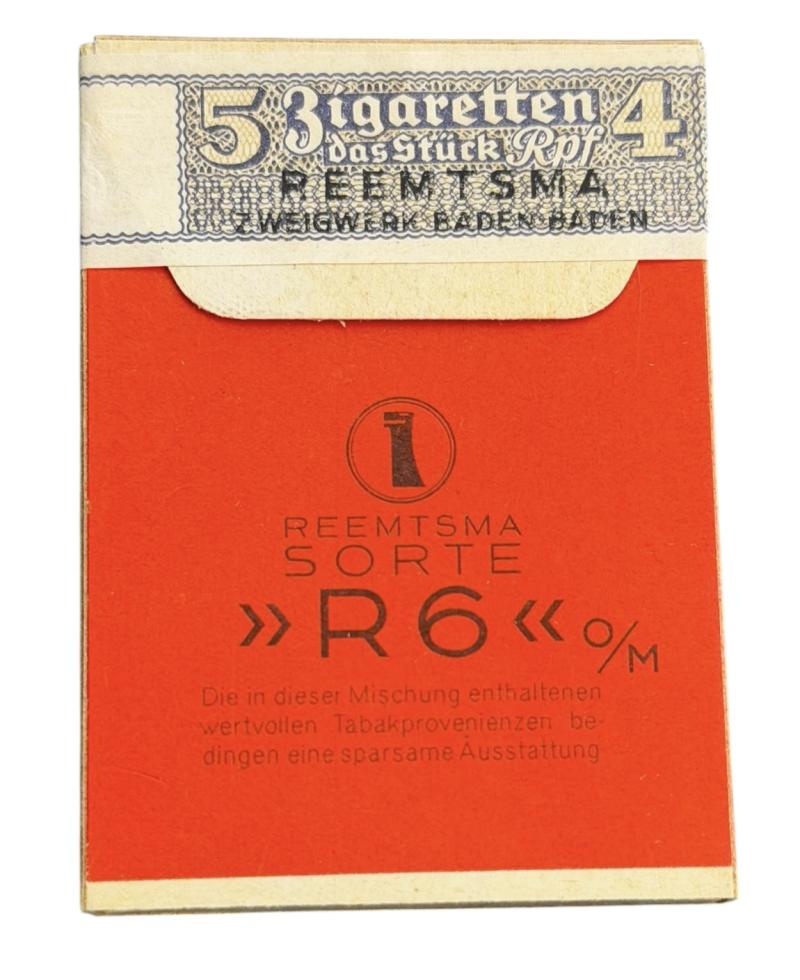 5 Zigaretten 4
das Stück Rpf
REEMTSMA
ZWEIGWERK BADEN-BADEN
REEMTSMA
SORTE
»R6« O/M
Die in dieser Mischung enthaltenen
wertvollen Tabakprovenienzen be-
dingen eine sparsame Ausstattung